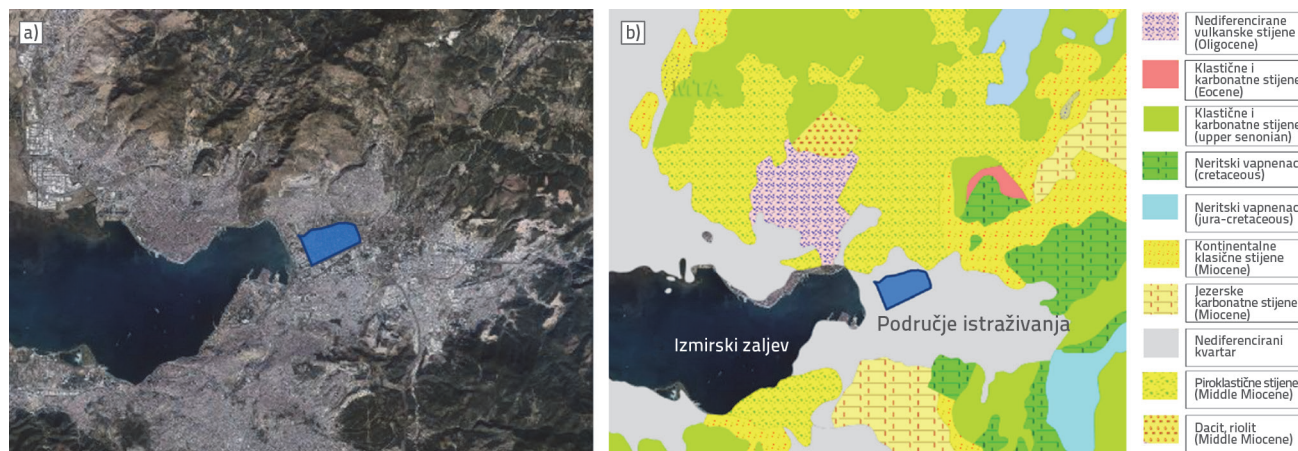 a)
b)
MTA
Izmirski zaljev
Područje istraživanja
Nediferencirane
vulkanske stijene
(Oligocene)
Klastične i
karbonatne stijene
(Eocene)
Klastične i
karbonatne stijene
(upper senonian)
Neritski vapnenac
(cretaceous)
Neritski vapnenac
(jura-cretaceous)
Kontinentalne
klasične stijene
(Miocene)
Jezerske
karbonatne stijene
(Miocene)
Nediferencirani
kvartar
Piroklastične stijene
(Middle Miocene)
Dacit, riolit
(Middle Miocene)